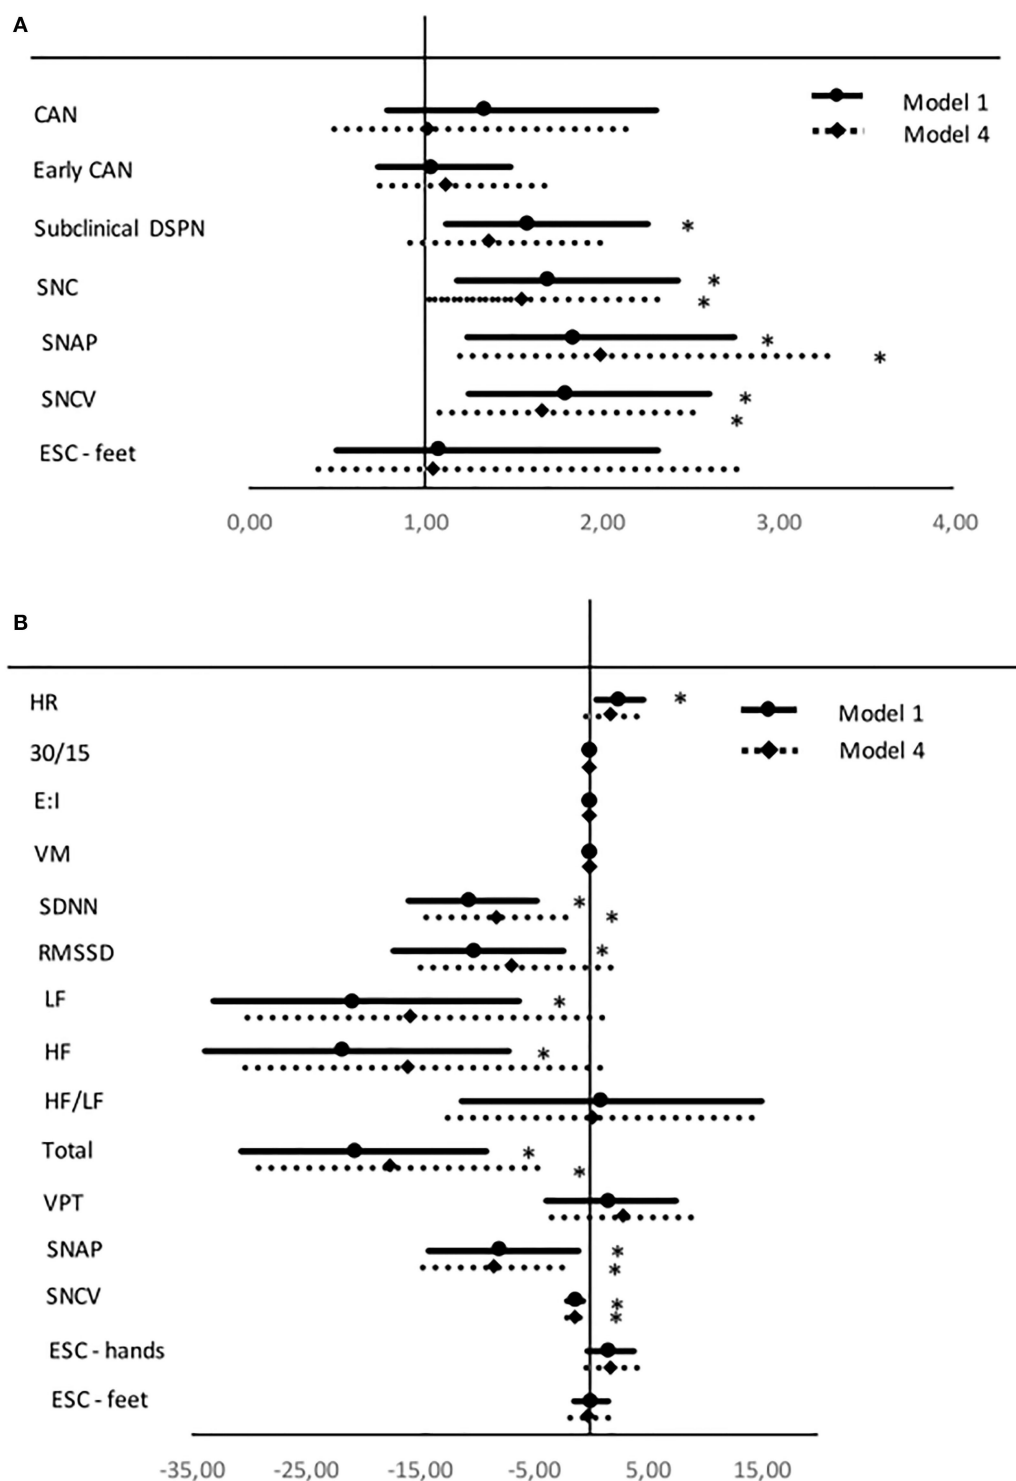 A
CAN
Model 1
Model 4
Early CAN
Subclinical DSPN
*
SNC
*
*
SNAP
*
*
SNCV
*
*
ESC - feet
0,00 1,00 2,00 3,00 4,00
B
HR
*
Model 1
30/15
Model 4
E:I
VM
SDNN
*
*
RMSSD
*
LF
*
HF
*
HF/LF
Total
*
*
VPT
SNAP
*
*
SNCV
*
*
ESC - hands
ESC - feet
-35,00 -25,00 -15,00 -5,00 5,00 15,00